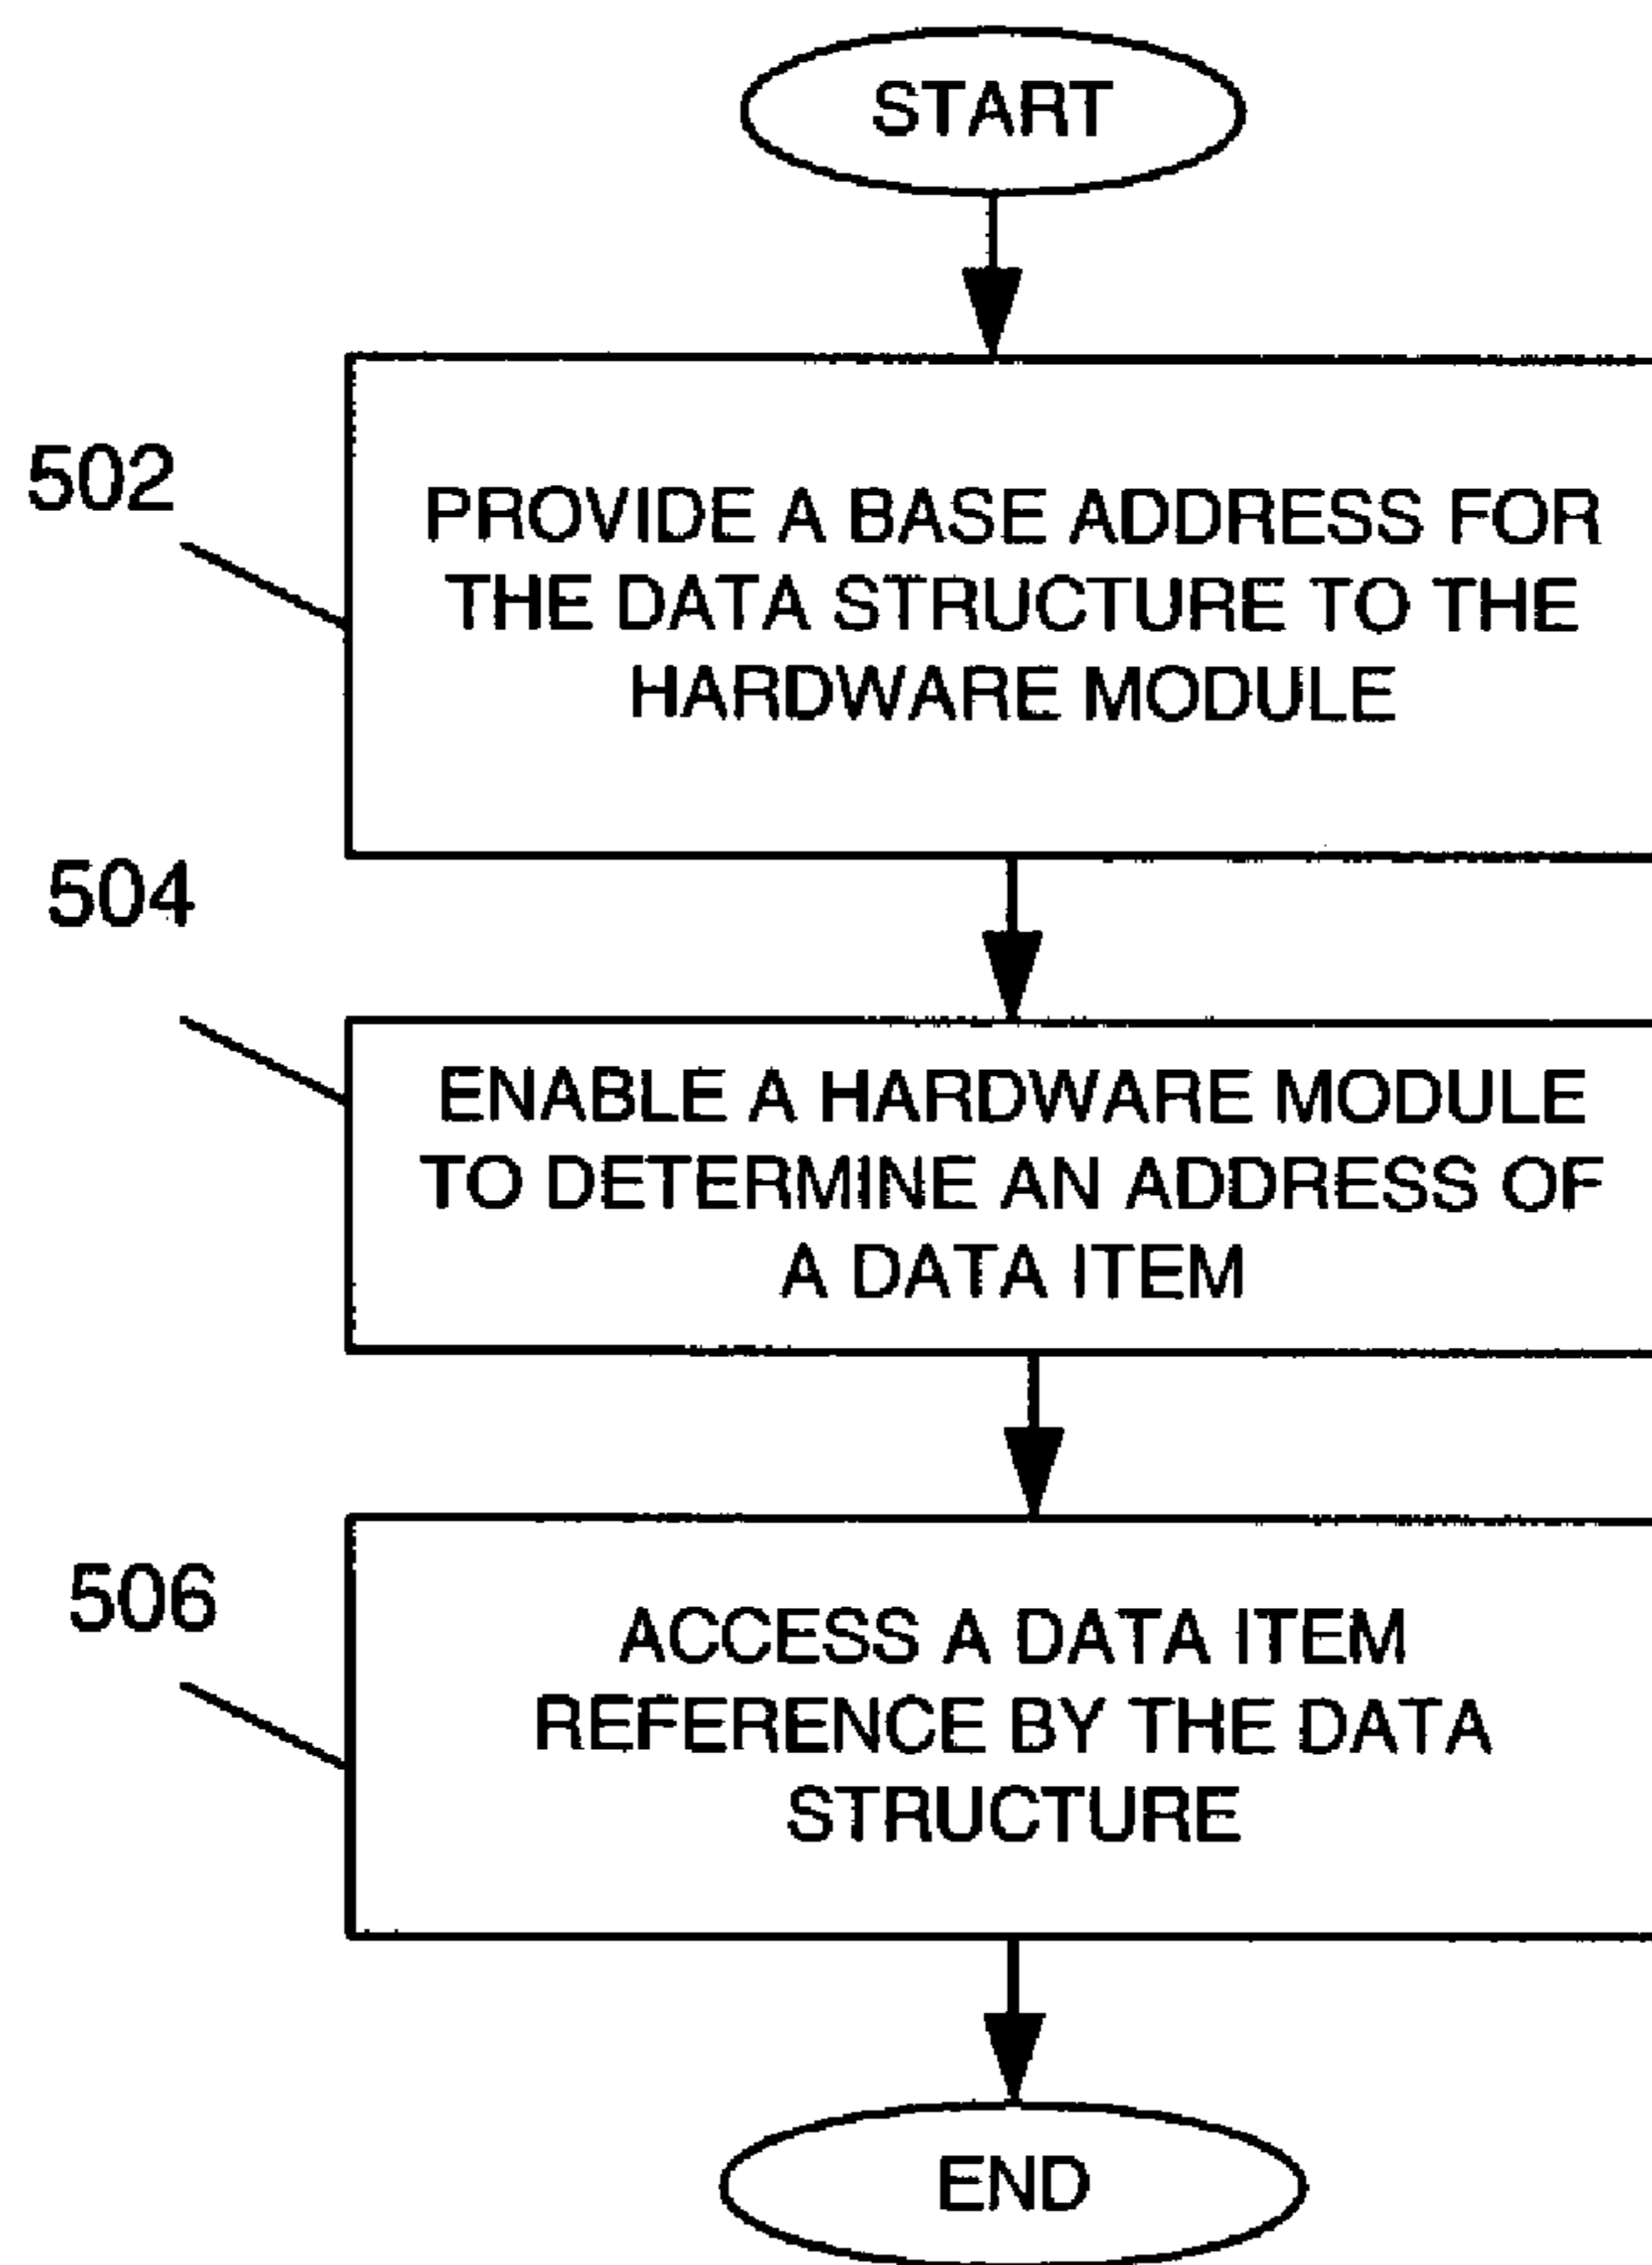 START
502
PROVIDE A BASE ADDRESS FOR
THE DATA STRUCTURE TO THE
HARDWARE MODULE
504
ENABLE A HARDWARE MODULE
TO DETERMINE AN ADDRESS OF
A DATA ITEM
506
ACCESS A DATA ITEM
REFERENCE BY THE DATA
STRUCTURE
END